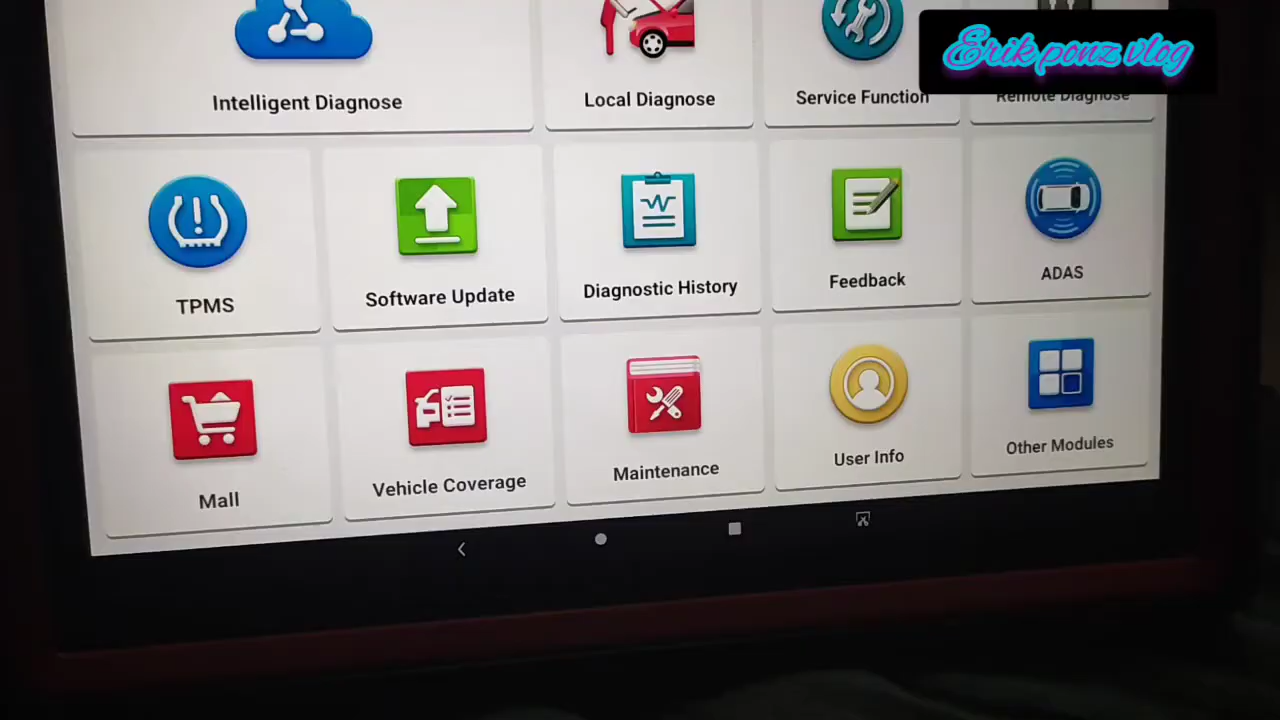 Erik ponz vlog
Intelligent Diagnose
Local Diagnose
Service Function
Remote Diagnose
TPMS
Software Update
Diagnostic History
Feedback
ADAS
Mall
Vehicle Coverage
Maintenance
User Info
Other Modules